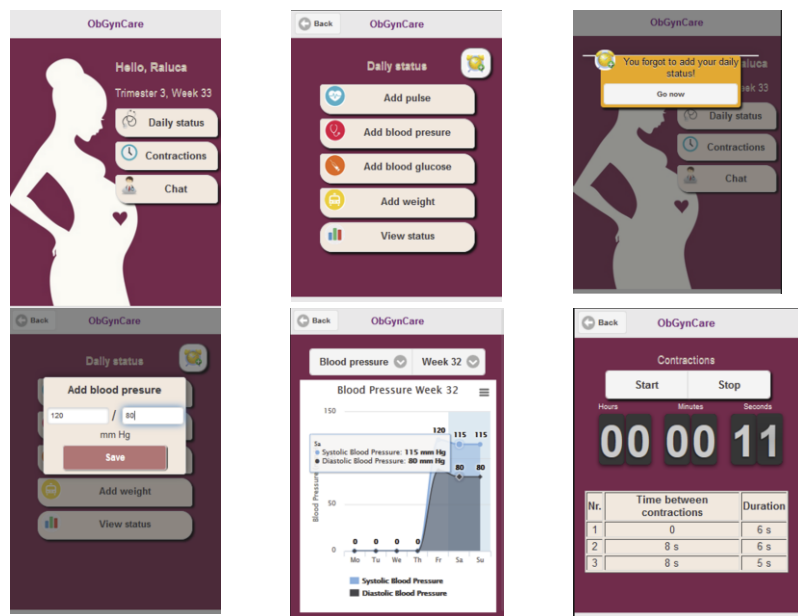 ObGynCare
Hello, Raluca
Trimester 3, Week 33
Daily status
Contractions
Chat
Back
ObGynCare
Daily status
Add pulse
Add blood presure
Add blood glucose
Add weight
View status
ObGynCare
You forgot to add your daily
status!
Go now
aluca
ek 33
Daily status
Contractions
Chat
Back
ObGynCare
Daily status
Add blood presure
120 / 80
mm Hg
Save
Add weight
View status
Back
ObGynCare
Blood pressure
Week 32
Blood Pressure Week 32
150
120
115
115
Sa
Systolic Blood Pressure: 115 mm Hg
Diastolic Blood Pressure: 80 mm Hg
80
80
Blood Pressure
50
0 0 0 0
0
Mo Tu We Th Fr Sa Su
Systolic Blood Pressure
Diastolic Blood Pressure
Back
ObGynCare
Contractions
Start
Stop
Hours Minutes Seconds
00 00 11
Nr. Time between contractions Duration
1 0 6 s
2 8 s 6 s
3 8 s 5 s